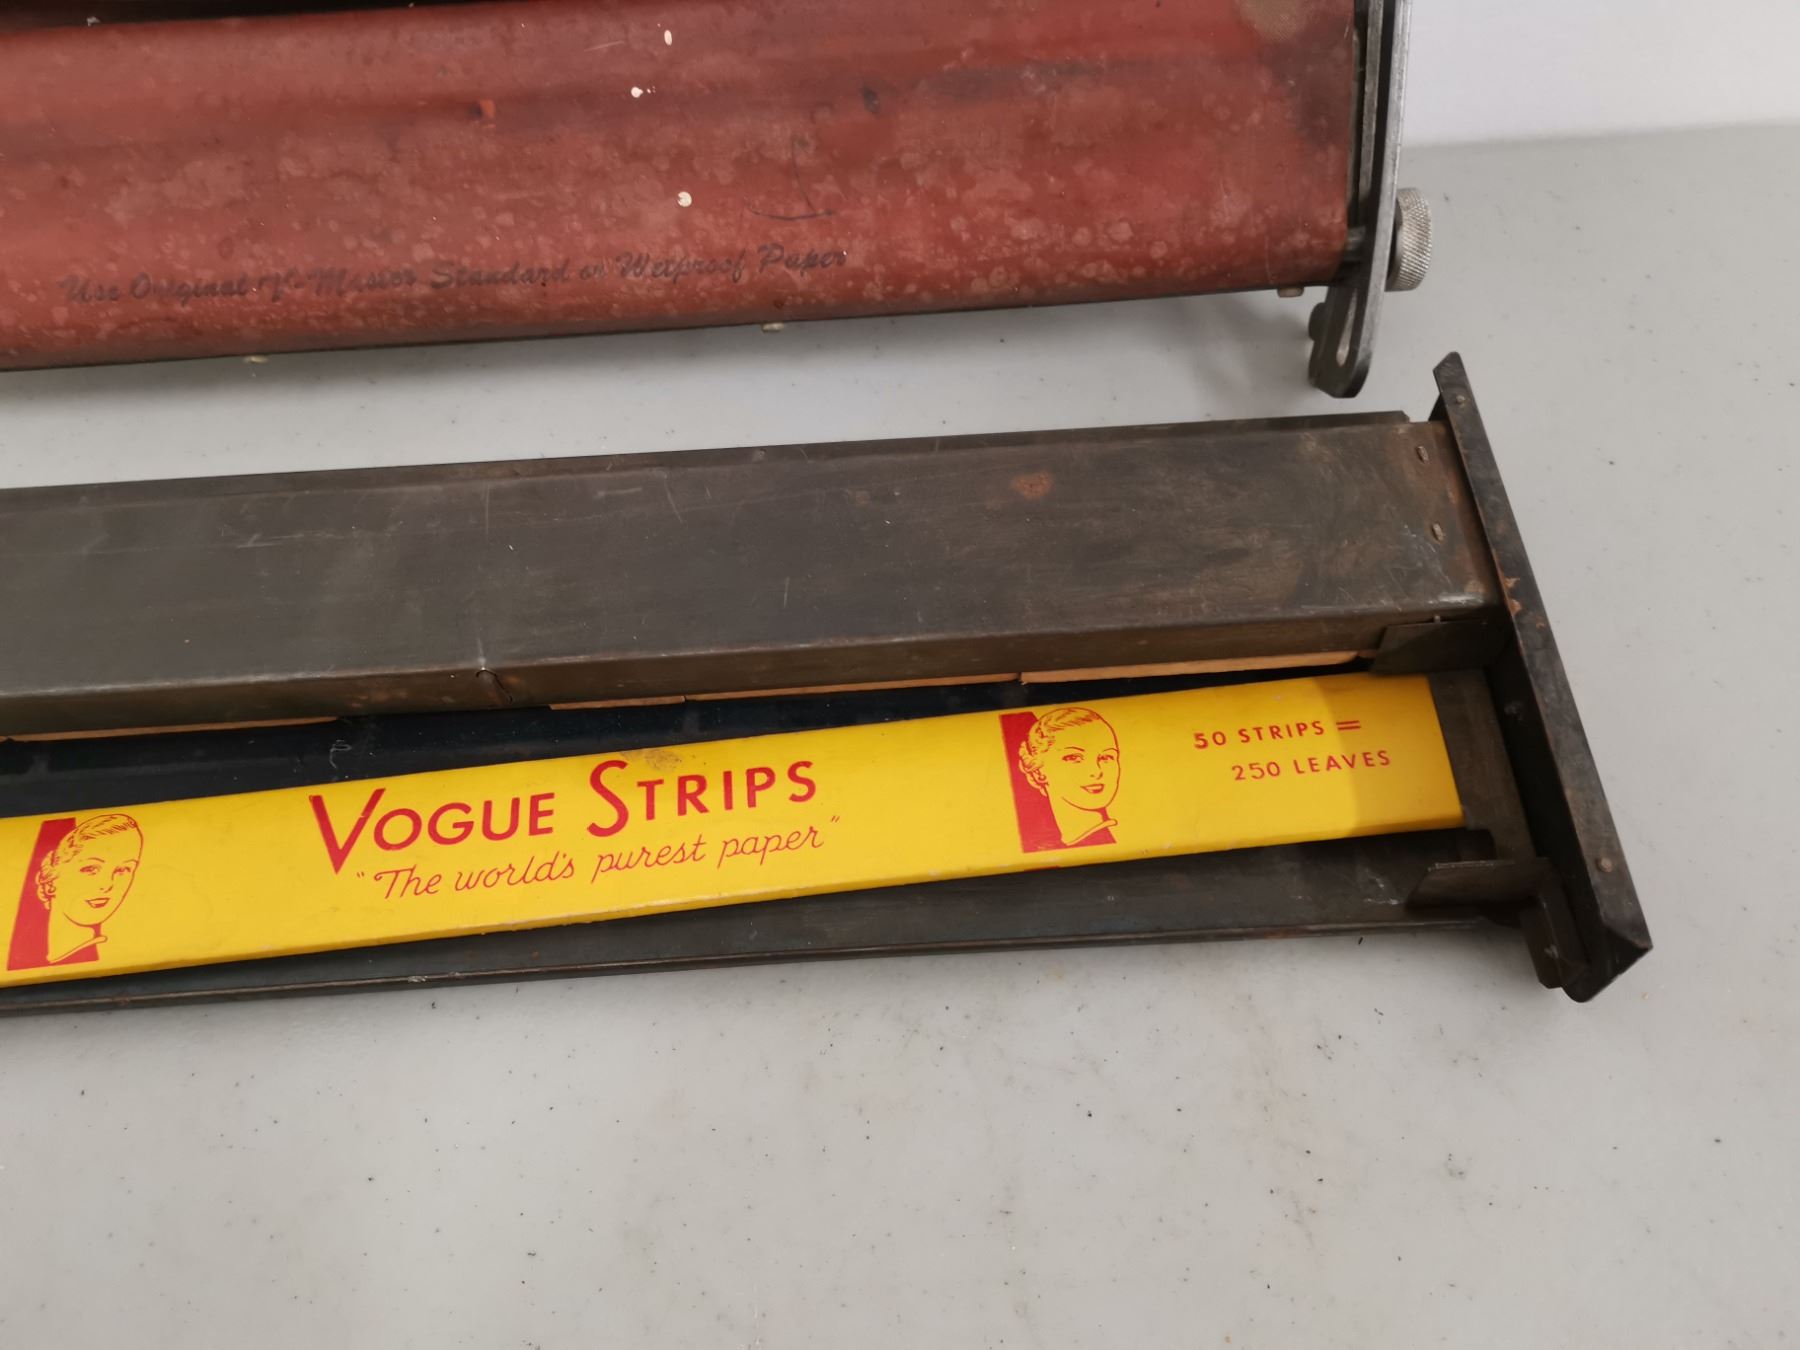 Use Original V-Master Standard or Wetproof Paper
VOGUE STRIPS
"The world's purest paper"
50 STRIPS =
250 LEAVES